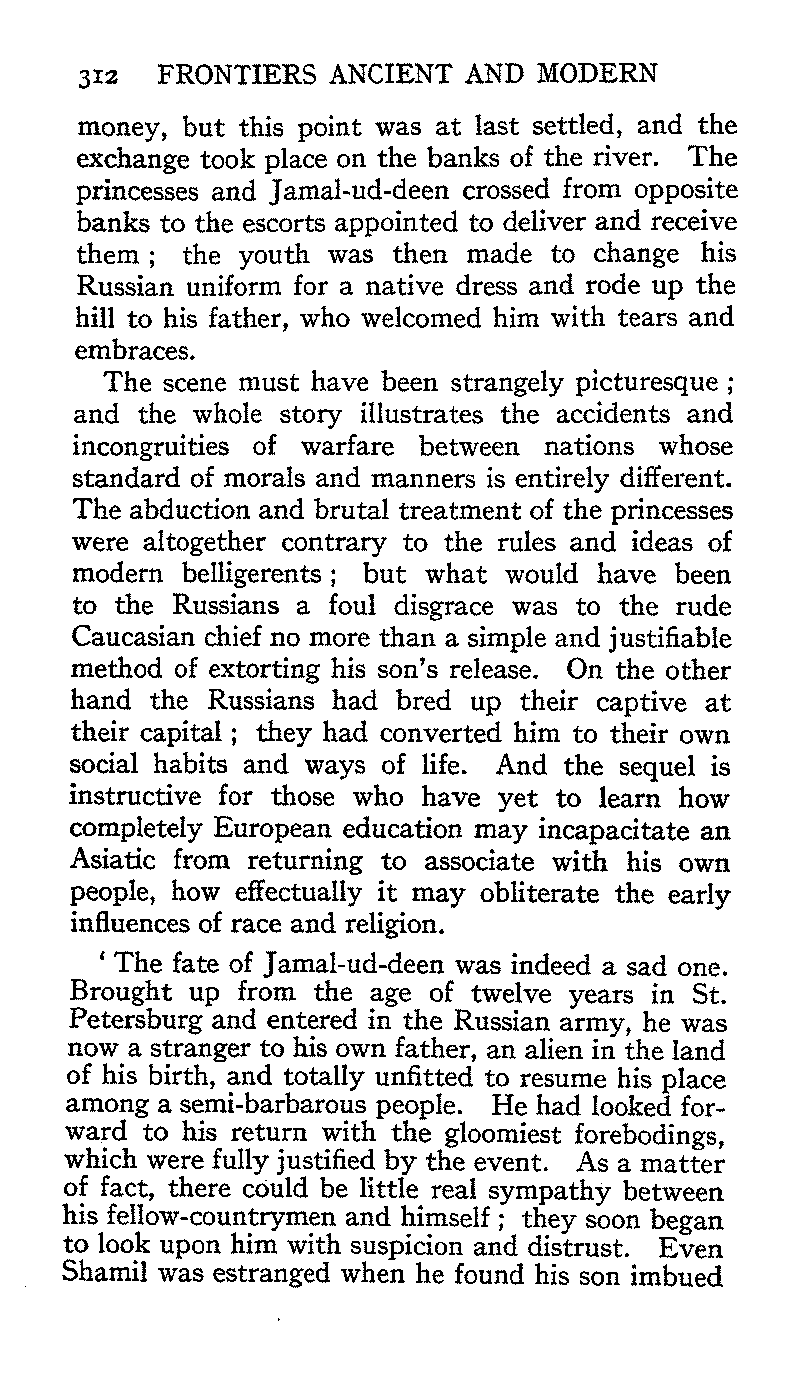 312 FRONTIERS ANCIENT AND MODERN
money, but this point was at last settled, and the
exchange took place on the banks of the river. The
princesses and Jamal-ud-deen crossed from opposite
banks to the escorts appointed to deliver and receive
them ; the youth was then made to change his
Russian uniform for a native dress and rode up the
hill to his father, who welcomed him with tears and
embraces.
The scene must have been strangely picturesque ;
and the whole story illustrates the accidents and
incongruities of warfare between nations whose
standard of morals and manners is entirely different.
The abduction and brutal treatment of the princesses
were altogether contrary to the rules and ideas of
modern belligerents ; but what would have been
to the Russians a foul disgrace was to the rude
Caucasian chief no more than a simple and justifiable
method of extorting his son's release. On the other
hand the Russians had bred up their captive at
their capital ; they had converted him to their own
social habits and ways of life. And the sequel is
instructive for those who have yet to learn how
completely European education may incapacitate an
Asiatic from returning to associate with his own
people, how effectually it may obliterate the early
influences of race and religion.
‘ The fate of Jamal-ud-deen was indeed a sad one.
Brought up from the age of twelve years in St.
Petersburg and entered in the Russian army, he was
now a stranger to his own father, an alien in the land
of his birth, and totally unfitted to resume his place
among a semi-barbarous people. He had looked for-
ward to his return with the gloomiest forebodings,
which were fully justified by the event. As a matter
of fact, there could be little real sympathy between
his fellow-countrymen and himself ; they soon began
to look upon him with suspicion and distrust. Even
Shamil was estranged when he found his son imbued